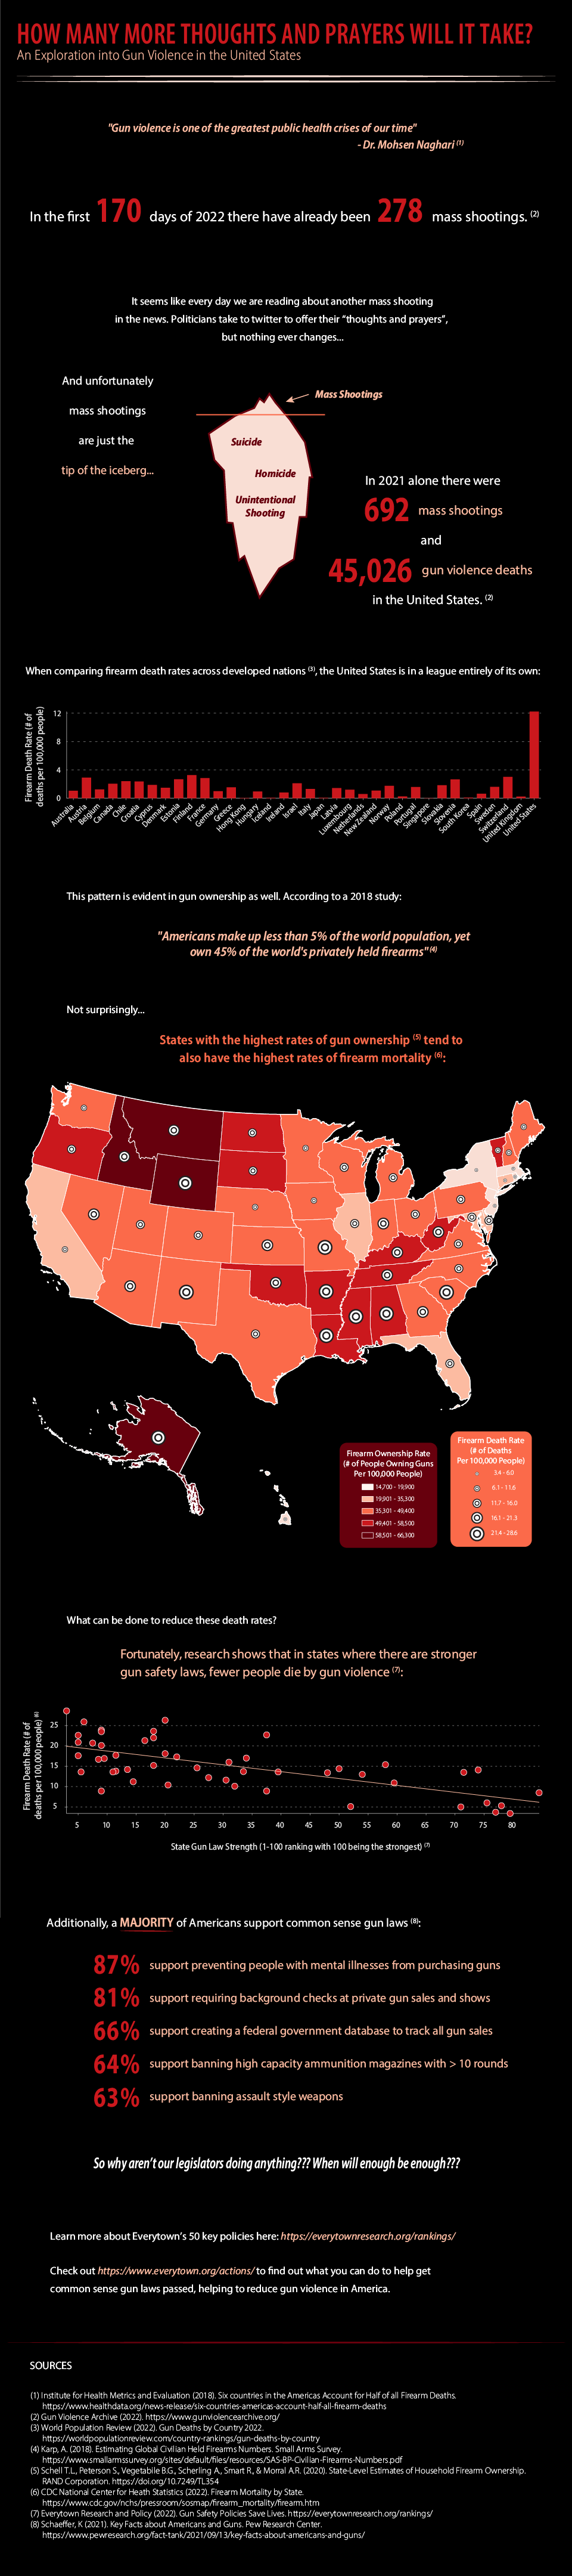 HOW MANY MORE THOUGHTS AND PRAYERS WILL IT TAKE?
An Exploration into Gun Violence in the United States
"Gun violence is one of the greatest public health crises of our time"
- Dr. Mohsen Naghari (1)
In the first 170 days of 2022 there have already been 278 mass shootings. (2)
It seems like every day we are reading about another mass shooting
in the news. Politicians take to twitter to offer their “thoughts and prayers”,
but nothing ever changes...
And unfortunately
mass shootings
are just the
tip of the iceberg...
Mass Shootings
Suicide
Homicide
Unintentional
Shooting
In 2021 alone there were
692 mass shootings
and
45,026 gun violence deaths
in the United States. (2)
When comparing firearm death rates across developed nations (3), the United States is in a league entirely of its own:
Firearm Death Rate (# of
deaths per 100,000 people)
12
8
4
0
Australia
Austria
Belgium
Canada
Chile
Croatia
Cyprus
Denmark
Estonia
Finland
France
Germany
Greece
Hong Kong
Hungary
Iceland
Ireland
Israel
Italy
Japan
Latvia
Luxembourg
Netherlands
New Zealand
Norway
Poland
Portugal
Singapore
Slovakia
Slovenia
South Korea
Spain
Sweden
Switzerland
United Kingdom
United States
This pattern is evident in gun ownership as well. According to a 2018 study:
"Americans make up less than 5% of the world population, yet
own 45% of the world's privately held firearms" (4)
Not surprisingly...
States with the highest rates of gun ownership (5) tend to
also have the highest rates of firearm mortality (6):
Firearm Ownership Rate
(# of People Owning Guns
Per 100,000 People)
14,700 - 19,900
19,901 - 35,300
35,301 - 49,400
49,401 - 58,500
58,501 - 66,300
Firearm Death Rate
(# of Deaths
Per 100,000 People)
3.4 - 6.0
6.1 - 11.6
11.7 - 16.0
16.1 - 21.3
21.4 - 28.6
What can be done to reduce these death rates?
Fortunately, research shows that in states where there are stronger
gun safety laws, fewer people die by gun violence (7):
Firearm Death Rate (# of
deaths per 100,000 people) (6)
25
20
15
10
5
5 10 15 20 25 30 35 40 45 50 55 60 65 70 75 80
State Gun Law Strength (1-100 ranking with 100 being the strongest) (7)
Additionally, a MAJORITY of Americans support common sense gun laws (8):
87% support preventing people with mental illnesses from purchasing guns
81% support requiring background checks at private gun sales and shows
66% support creating a federal government database to track all gun sales
64% support banning high capacity ammunition magazines with > 10 rounds
63% support banning assault style weapons
So why aren’t our legislators doing anything??? When will enough be enough???
Learn more about Everytown’s 50 key policies here: https://everytownresearch.org/rankings/
Check out https://www.everytown.org/actions/ to find out what you can do to help get
common sense gun laws passed, helping to reduce gun violence in America.
SOURCES
(1) Institute for Health Metrics and Evaluation (2018). Six countries in the Americas Account for Half of all Firearm Deaths.
https://www.healthdata.org/news-release/six-countries-americas-account-half-all-firearm-deaths
(2) Gun Violence Archive (2022). https://www.gunviolencearchive.org/
(3) World Population Review (2022). Gun Deaths by Country 2022.
https://worldpopulationreview.com/country-rankings/gun-deaths-by-country
(4) Karp, A. (2018). Estimating Global Civilian Held Firearms Numbers. Small Arms Survey.
https://www.smallarmssurvey.org/sites/default/files/resources/SAS-BP-Civilian-Firearms-Numbers.pdf
(5) Schell T.L., Peterson S., Vegetabile B.G., Scherling A., Smart R., & Morral A.R. (2020). State-Level Estimates of Household Firearm Ownership.
RAND Corporation. https://doi.org/10.7249/TL354
(6) CDC National Center for Heath Statistics (2022). Firearm Mortality by State.
https://www.cdc.gov/nchs/pressroom/sosmap/firearm_mortality/firearm.htm
(7) Everytown Research and Policy (2022). Gun Safety Policies Save Lives. https://everytownresearch.org/rankings/
(8) Schaeffer, K (2021). Key Facts about Americans and Guns. Pew Research Center.
https://www.pewresearch.org/fact-tank/2021/09/13/key-facts-about-americans-and-guns/